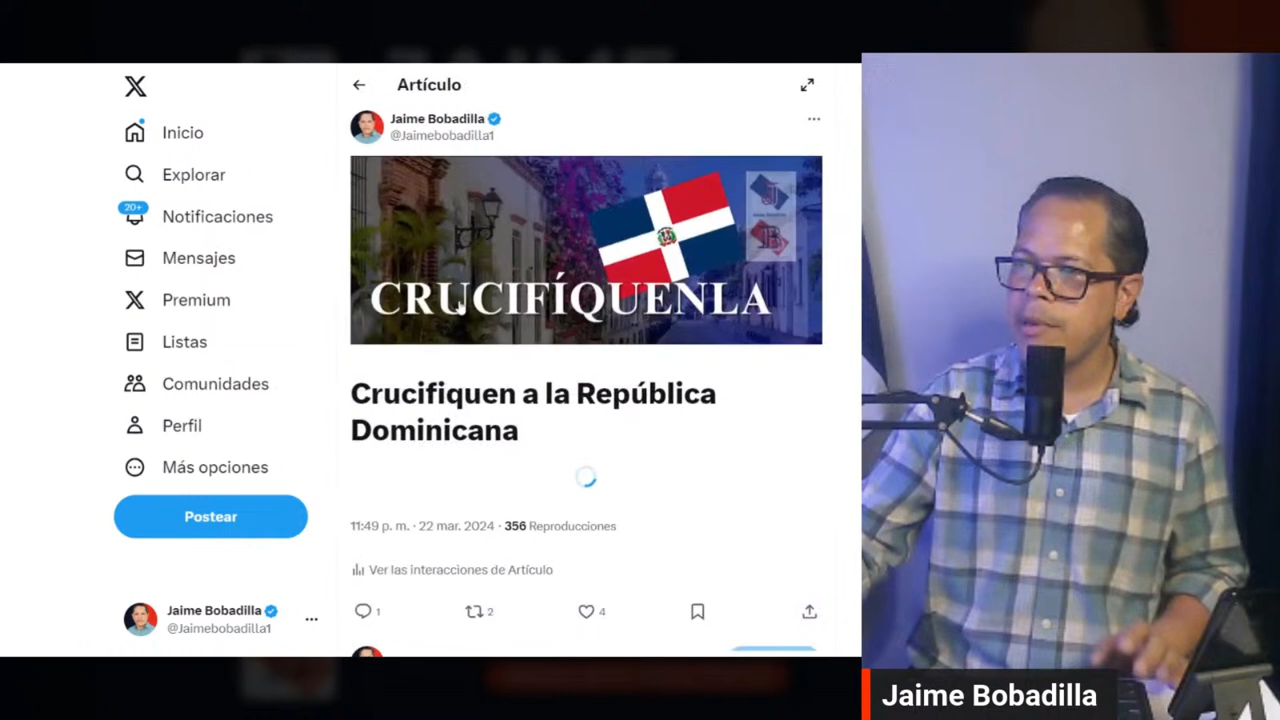 Artículo
Jaime Bobadilla
@Jaimebobadilla1
Inicio
Explorar
20+
Notificaciones
Mensajes
Premium
Listas
Comunidades
Perfil
Más opciones
Postear
Jaime Bobadilla
@Jaimebobadilla1
CRUCIFÍQUENLA
Crucifiquen a la República
Dominicana
11:49 p. m. · 22 mar. 2024 · 356 Reproducciones
Ver las interacciones de Artículo
1
2
4
Jaime Bobadilla